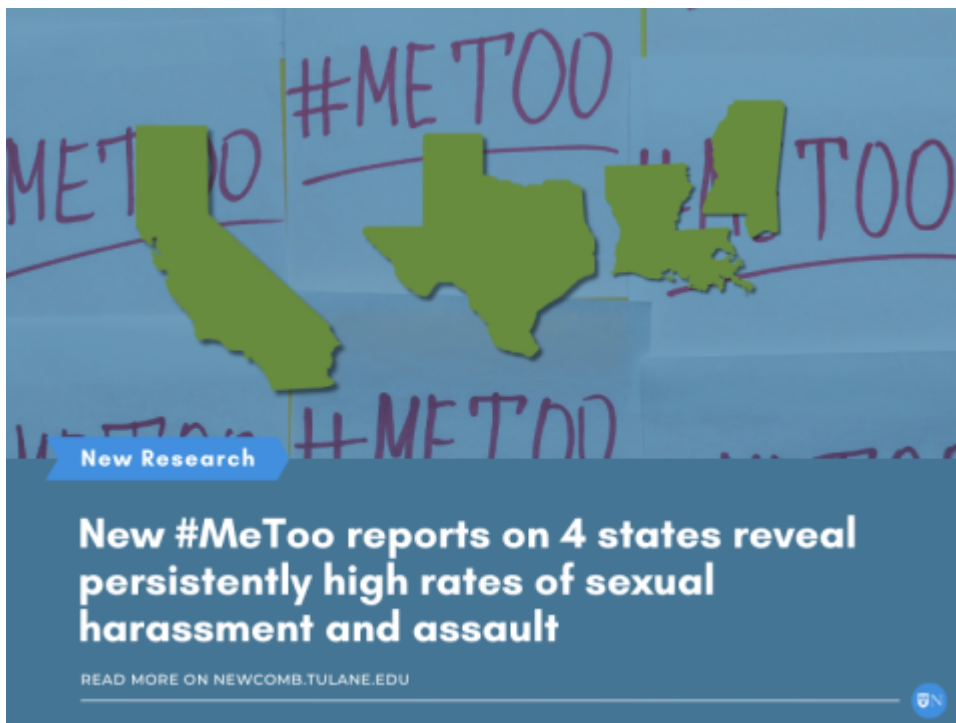 #METOO
METOO
#METOO
#METOO
New Research
New #MeToo reports on 4 states reveal
persistently high rates of sexual
harassment and assault
READ MORE ON NEWCOMB.TULANE.EDU
N